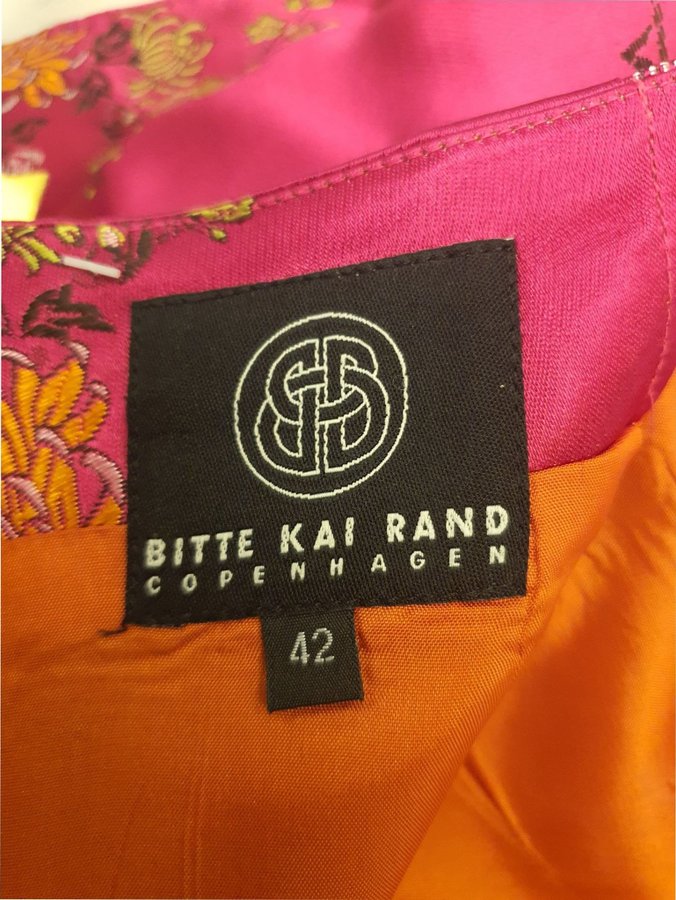 BITTE KAI RAND
COPENHAGEN
42